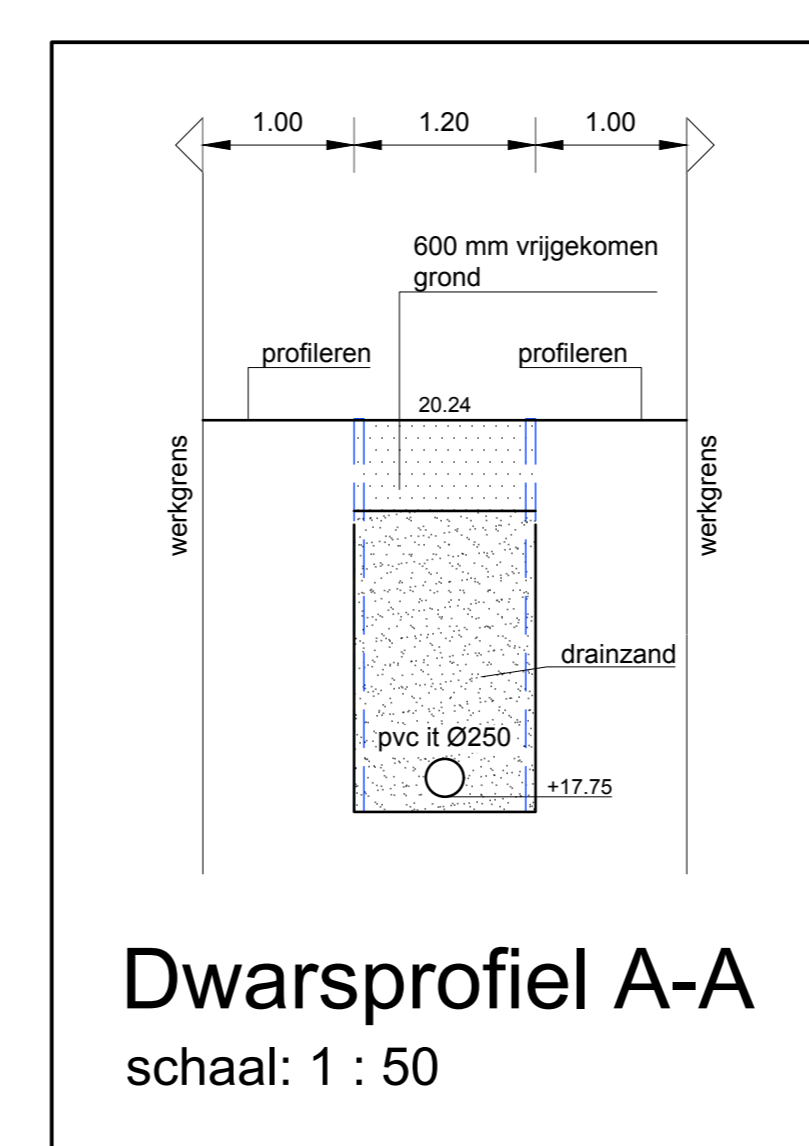 1.00
1.20
1.00
600 mm vrijgekomen
grond
profileren
profileren
20.24
werkgrens
werkgrens
drainzand
pvc it Ø250
+17.75
Dwarsprofiel A-A
schaal: 1 : 50